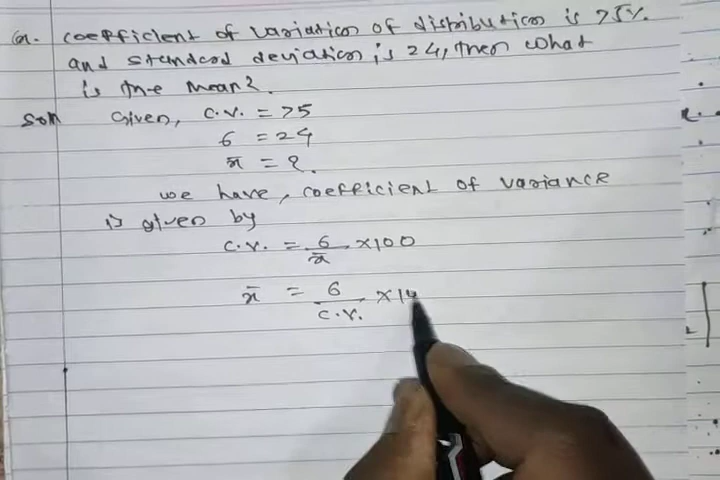 Q. coefficient of variation of distribution is 75%.
and standard deviation is 24, then what
is the mean?
Soln Given, C.V. = 75
σ = 24
x̄ = ?
we have, coefficient of variance
is given by
C.V. = σ/x̄ ×100
x̄ = σ/C.V. ×10